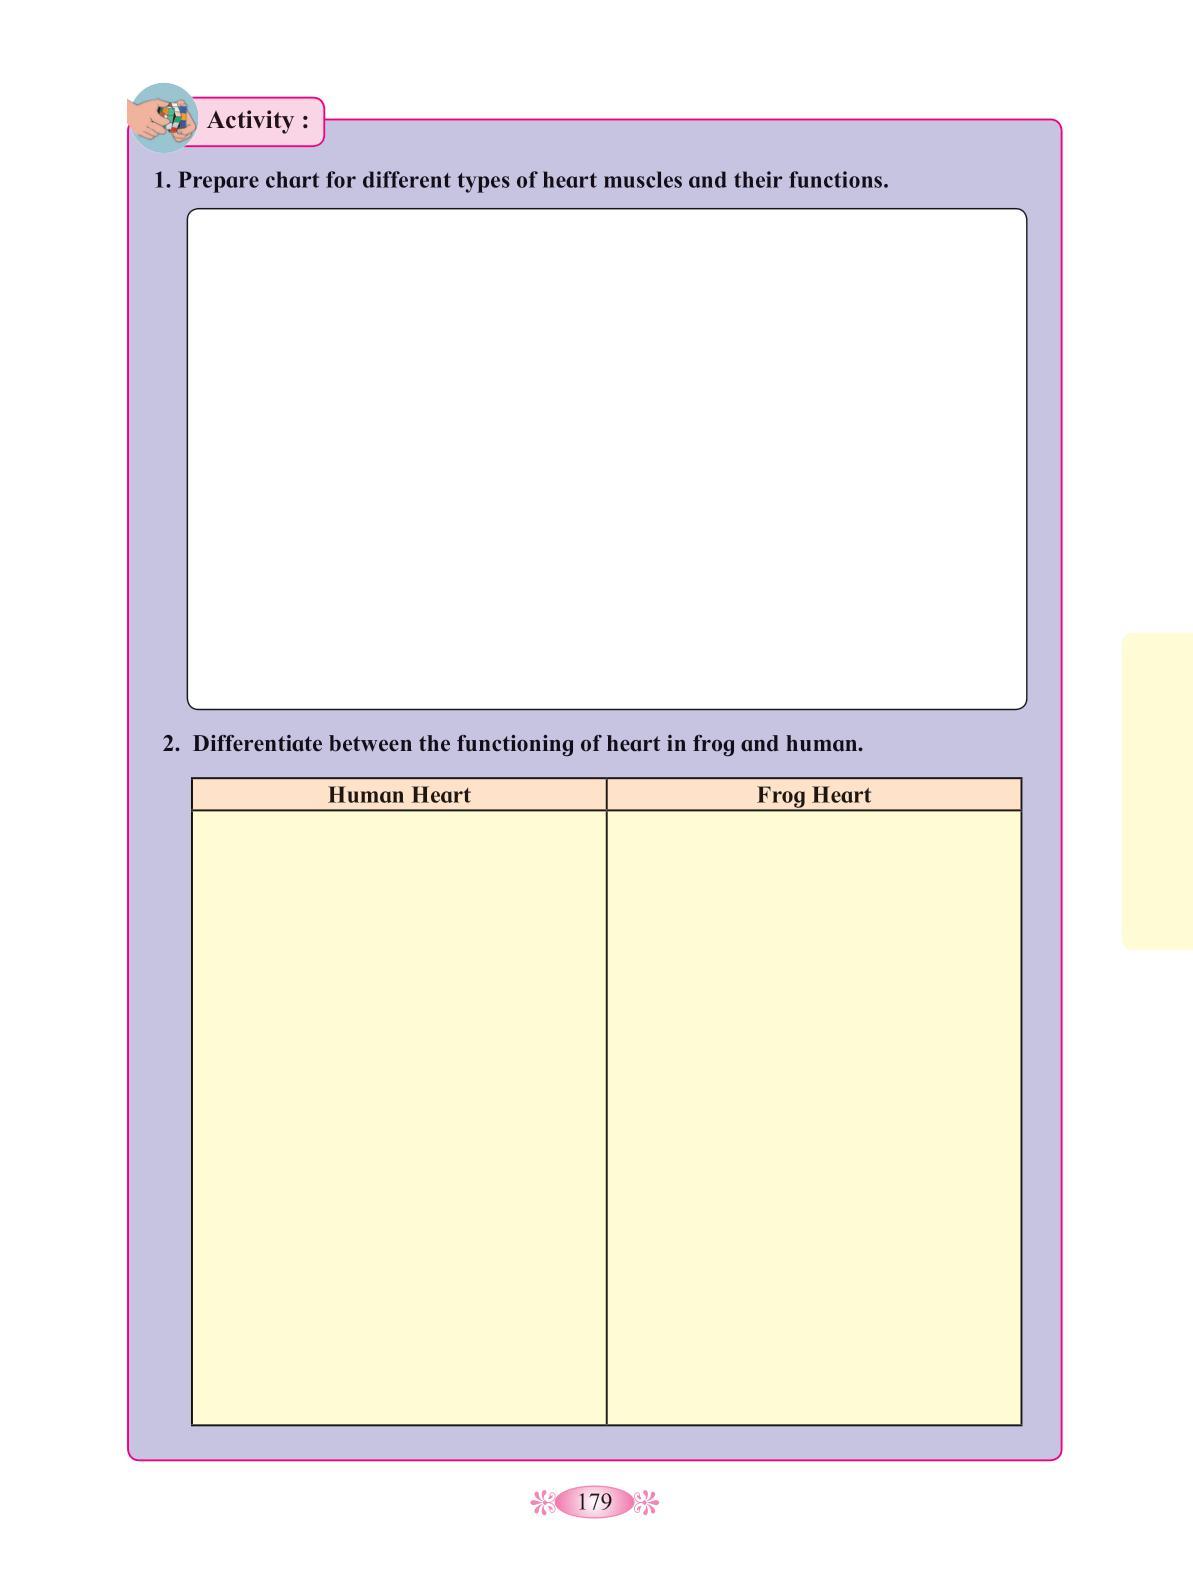 Activity :
1. Prepare chart for different types of heart muscles and their functions.
2. Differentiate between the functioning of heart in frog and human.
Human Heart
Frog Heart
179